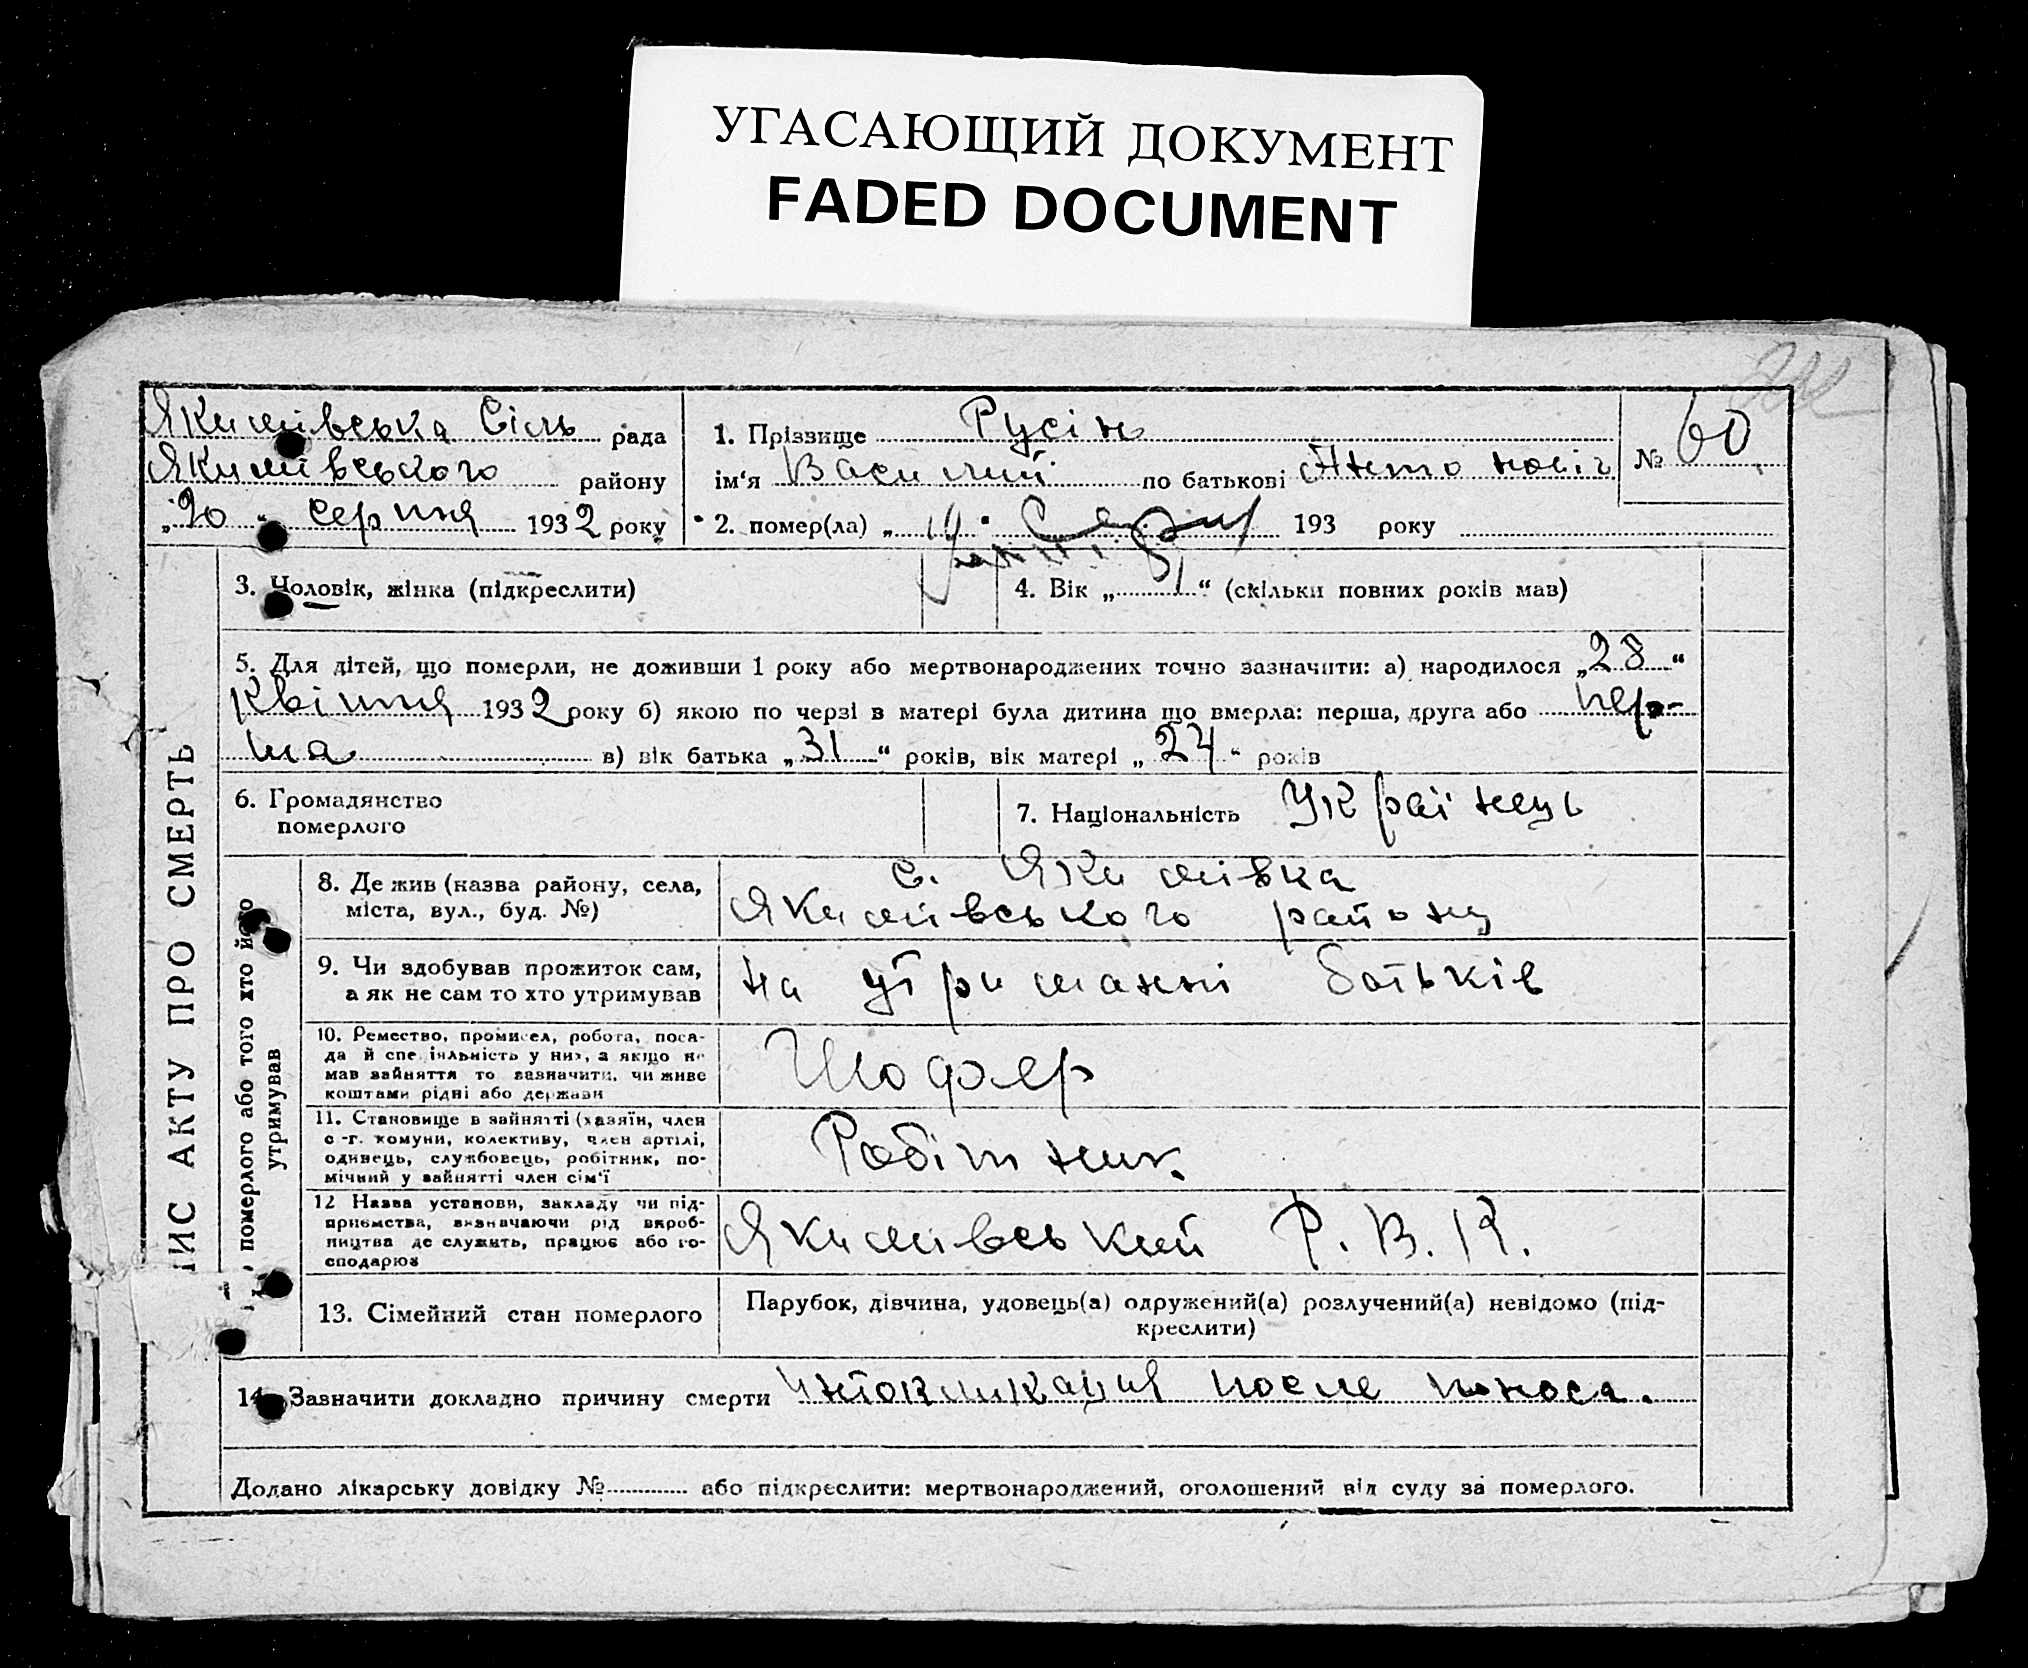 УГАСАЮЩИЙ ДОКУМЕНТ
FADED DOCUMENT
Якимівська Сіль рада
Якимівського району
„20“ серпня 1932 року
1. Прізвище Русін
ім‘я Василий по батькові Антонович
№ 60
2. помер(ла) „19“ Серпн 193 року
3. Чоловік, жінка (підкреслити)
4. Вік „ “ (скільки повних років мав)
5. Для дітей, що померли, не доживши 1 року або мертвонароджених точно зазначити: а) народилося „28“
Квітня 1932 року б) якою по черзі в матері була дитина що вмерла: перша, друга або пер-
ша в) вік батька „31“ років, вік матері „24“ років
6. Громадянство
померлого
7. Національність Українець
8. Де жив (назва району, села,
міста, вул., буд. №)
с. Якимівка
Якимівського району
9. Чи здобував прожиток сам,
а як не сам то хто утримував
на утриманні батьків
10. Ремество, промисел, робота, поса-
да й спеціяльність у них, а якщо не
мав зайняття то зазначити, чи живе
коштами рідні або держави
Шофер
11. Становище в зайнятті (хазяїн, член
с-г. комуни, колективу, член артілі,
одинець, службовець, робітник, по-
мічний у зайнятті член сім‘ї
Робітник
12 Назва установи, закладу чи під-
приємства, визначаючи рід вироб-
ництва де служить, працює або го-
сподарює
Якимівський Р.В.К.
13. Сімейний стан померлого
Парубок, дівчина, удовець(а) одружений(а) розлучений(а) невідомо (під-
креслити)
14. Зазначити докладно причину смерти интоксикация после поноса.
Додано лікарську довідку № або підкреслити: мертвонароджений, оголошений від суду за померлого.
ПИС АКТУ ПРО СМЕРТЬ
померлого або того хто його
утримував